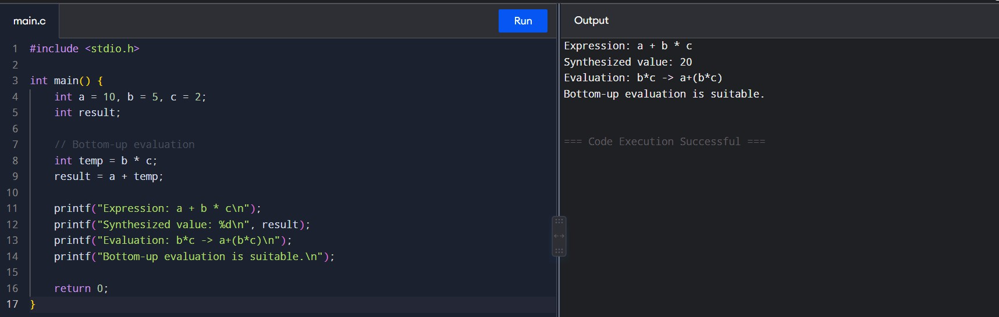 main.c
Run
1 #include <stdio.h>
2
3 int main() {
4     int a = 10, b = 5, c = 2;
5     int result;
6
7     // Bottom-up evaluation
8     int temp = b * c;
9     result = a + temp;
10
11     printf("Expression: a + b * c\n");
12     printf("Synthesized value: %d\n", result);
13     printf("Evaluation: b*c -> a+(b*c)\n");
14     printf("Bottom-up evaluation is suitable.\n");
15
16     return 0;
17 }
Output
Expression: a + b * c
Synthesized value: 20
Evaluation: b*c -> a+(b*c)
Bottom-up evaluation is suitable.
=== Code Execution Successful ===